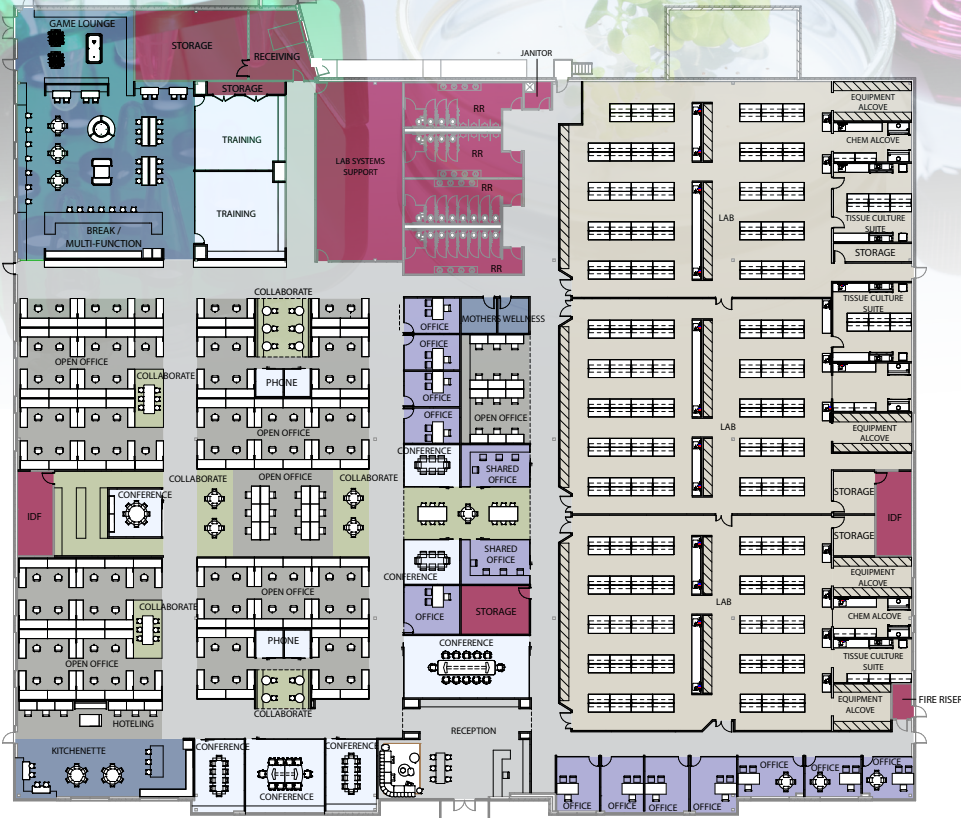 GAME LOUNGE
STORAGE
RECEIVING
JANITOR
STORAGE
TRAINING
TRAINING
LAB SYSTEMS
SUPPORT
RR
RR
RR
RR
BREAK /
MULTI-FUNCTION
LAB
EQUIPMENT
ALCOVE
CHEM ALCOVE
TISSUE CULTURE
SUITE
STORAGE
TISSUE CULTURE
SUITE
COLLABORATE
OPEN OFFICE
COLLABORATE
PHONE
OPEN OFFICE
OFFICE
MOTHERS
WELLNESS
OFFICE
OFFICE
OFFICE
OPEN OFFICE
LAB
EQUIPMENT
ALCOVE
CONFERENCE
SHARED
OFFICE
COLLABORATE
OPEN OFFICE
COLLABORATE
IDF
CONFERENCE
STORAGE
IDF
STORAGE
CONFERENCE
SHARED
OFFICE
EQUIPMENT
ALCOVE
OPEN OFFICE
COLLABORATE
OFFICE
STORAGE
LAB
CHEM ALCOVE
PHONE
CONFERENCE
TISSUE CULTURE
SUITE
OPEN OFFICE
EQUIPMENT
ALCOVE
FIRE RISER
COLLABORATE
HOTELING
RECEPTION
KITCHENETTE
CONFERENCE
CONFERENCE
CONFERENCE
OFFICE
OFFICE
OFFICE
OFFICE
OFFICE
OFFICE
OFFICE